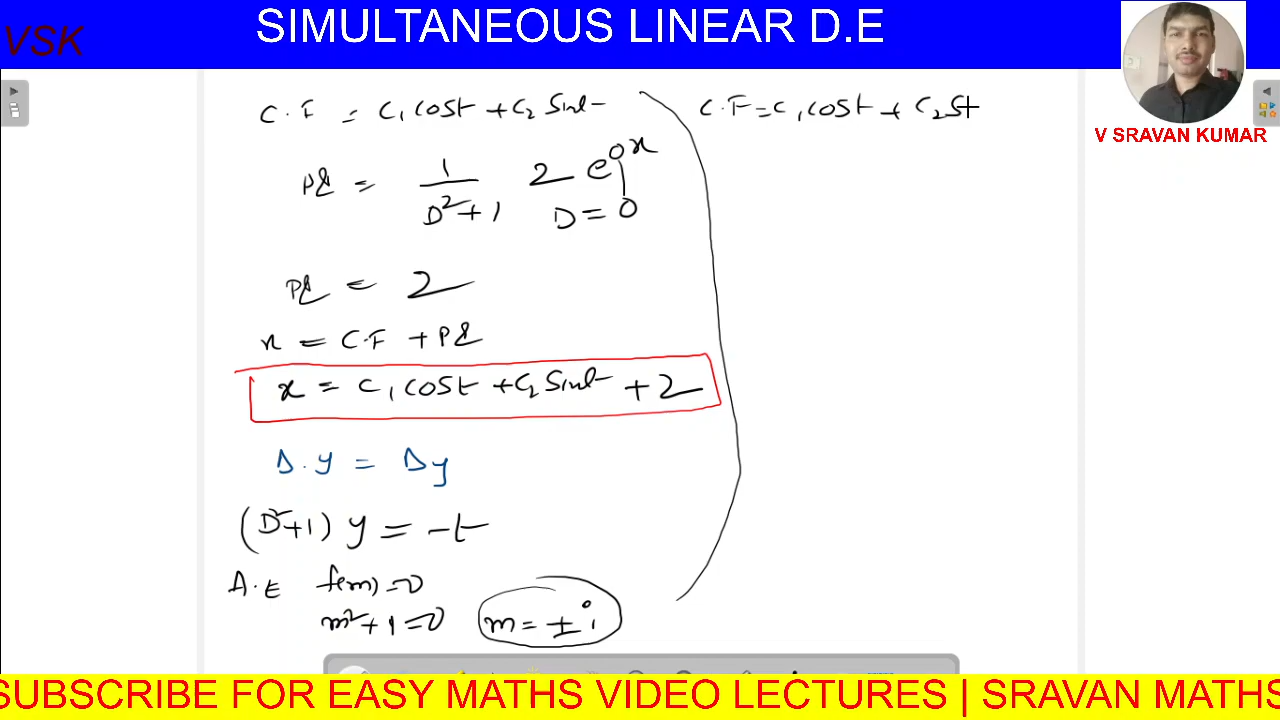 VSK
SIMULTANEOUS LINEAR D.E
V SRAVAN KUMAR
C.F = C₁ cost + C₂ Sint
PI = 1/(D²+1) 2 e^(0x)
D = 0
PI = 2
x = C.F + PI
x = C₁ cost + C₂ Sint + 2
Δ.y = Δy
(D²+1) y = -t
A.E f(m) = 0
m² + 1 = 0 m = ± i
C.F = C₁ cost + C₂ St
SUBSCRIBE FOR EASY MATHS VIDEO LECTURES | SRAVAN MATHS